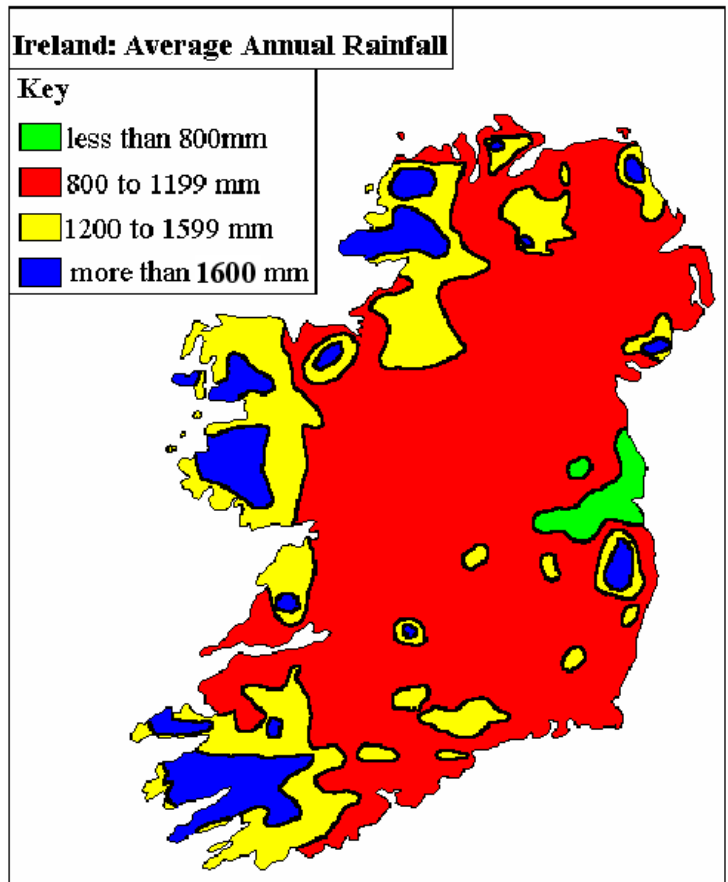 Ireland: Average Annual Rainfall
Key
less than 800mm
800 to 1199 mm
1200 to 1599 mm
more than 1600 mm